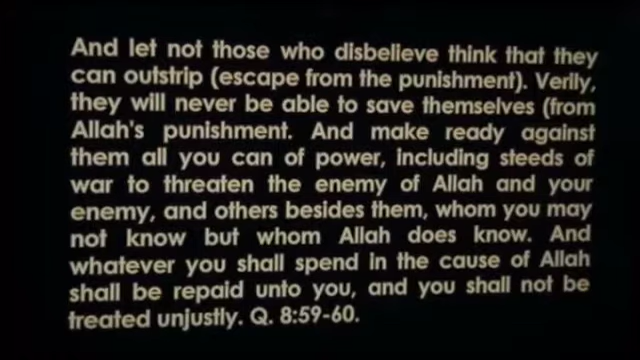 And let not those who disbelieve think that they
can outstrip (escape from the punishment). Verily,
they will never be able to save themselves (from
Allah's punishment. And make ready against
them all you can of power, including steeds of
war to threaten the enemy of Allah and your
enemy, and others besides them, whom you may
not know but whom Allah does know. And
whatever you shall spend in the cause of Allah
shall be repaid unto you, and you shall not be
treated unjustly. Q. 8:59-60.